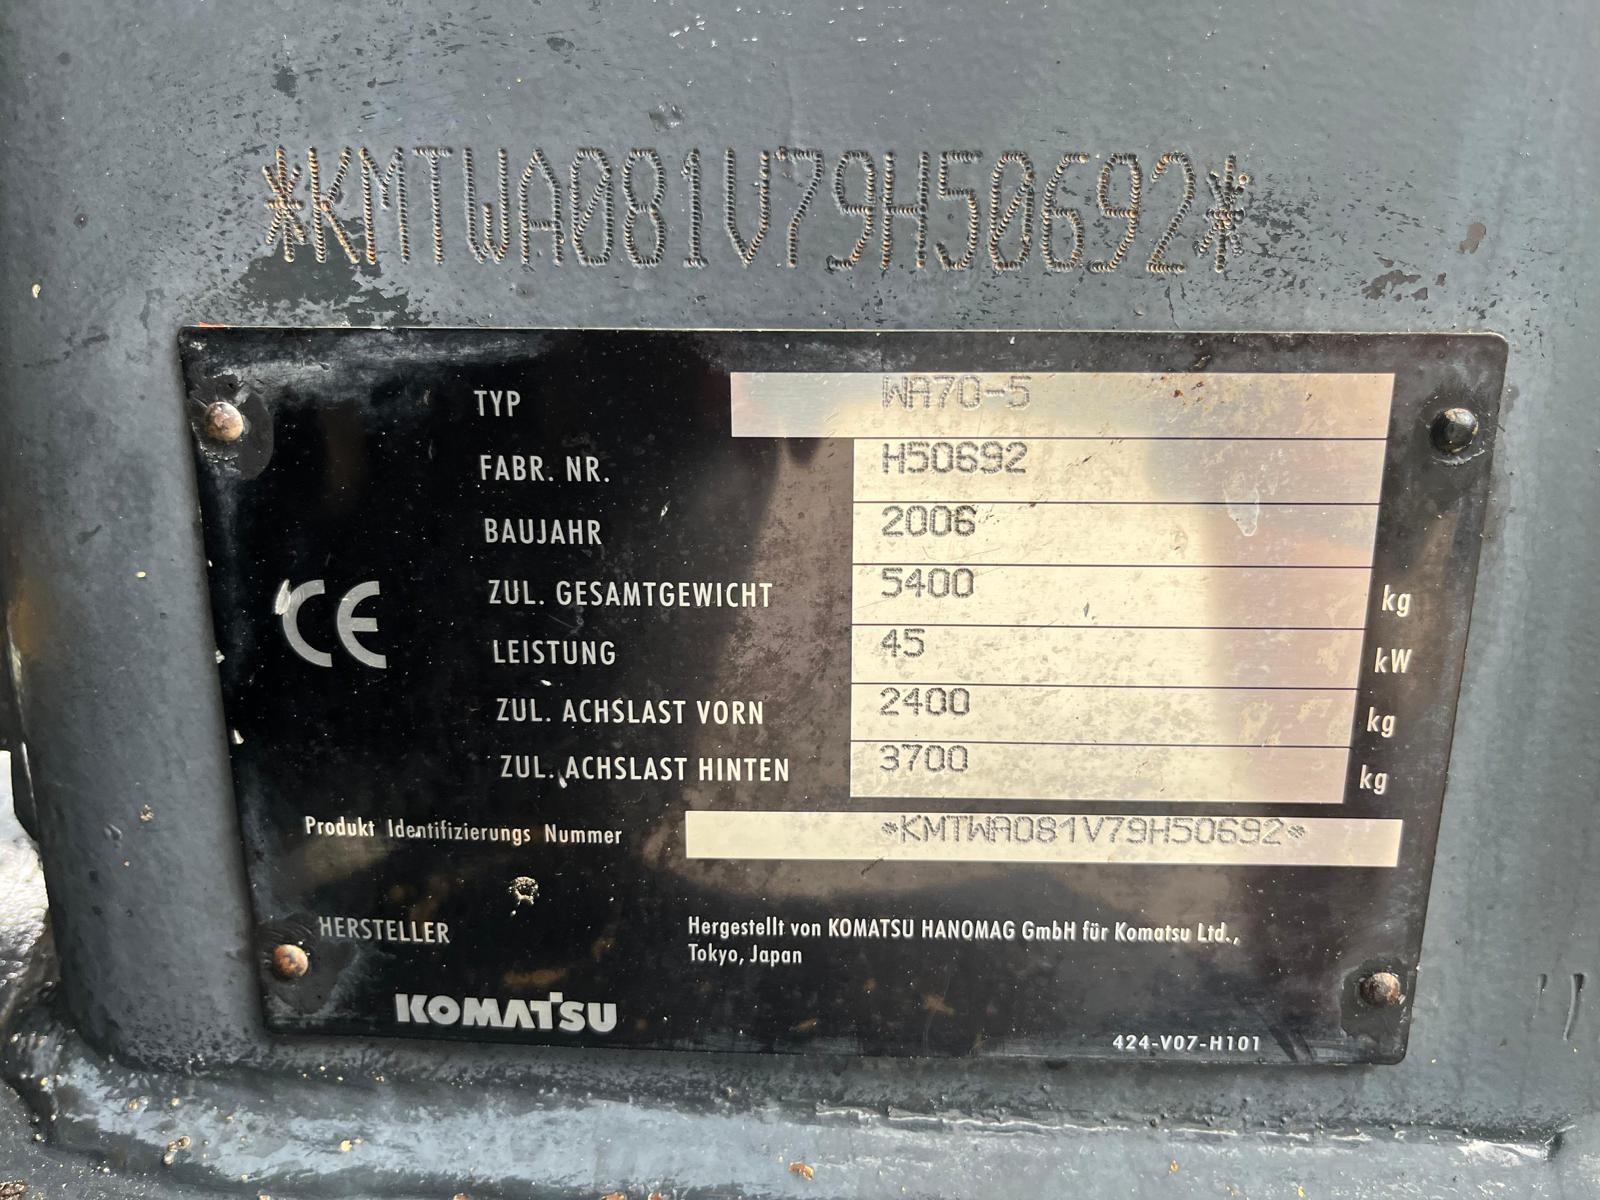 *KMTWA081V79H50692*
TYP WA70-5
FABR. NR. H50692
BAUJAHR 2006
ZUL. GESAMTGEWICHT 5400 kg
LEISTUNG 45 kW
ZUL. ACHSLAST VORN 2400 kg
ZUL. ACHSLAST HINTEN 3700 kg
CE
Produkt Identifizierungs Nummer *KMTWA081V79H50692*
HERSTELLER Hergestellt von KOMATSU HANOMAG GmbH für Komatsu Ltd.,
Tokyo, Japan
KOMATSU
424-V07-H101